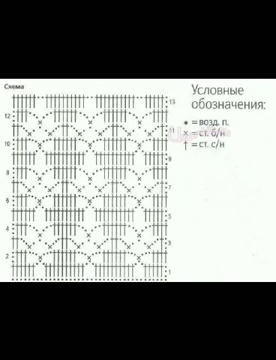 Схема
Условные
обозначения:
• = возд. п.
× = ст. б/н
† = ст. с/н
13
12
11
10
9
8
7
6
5
4
3
2
1